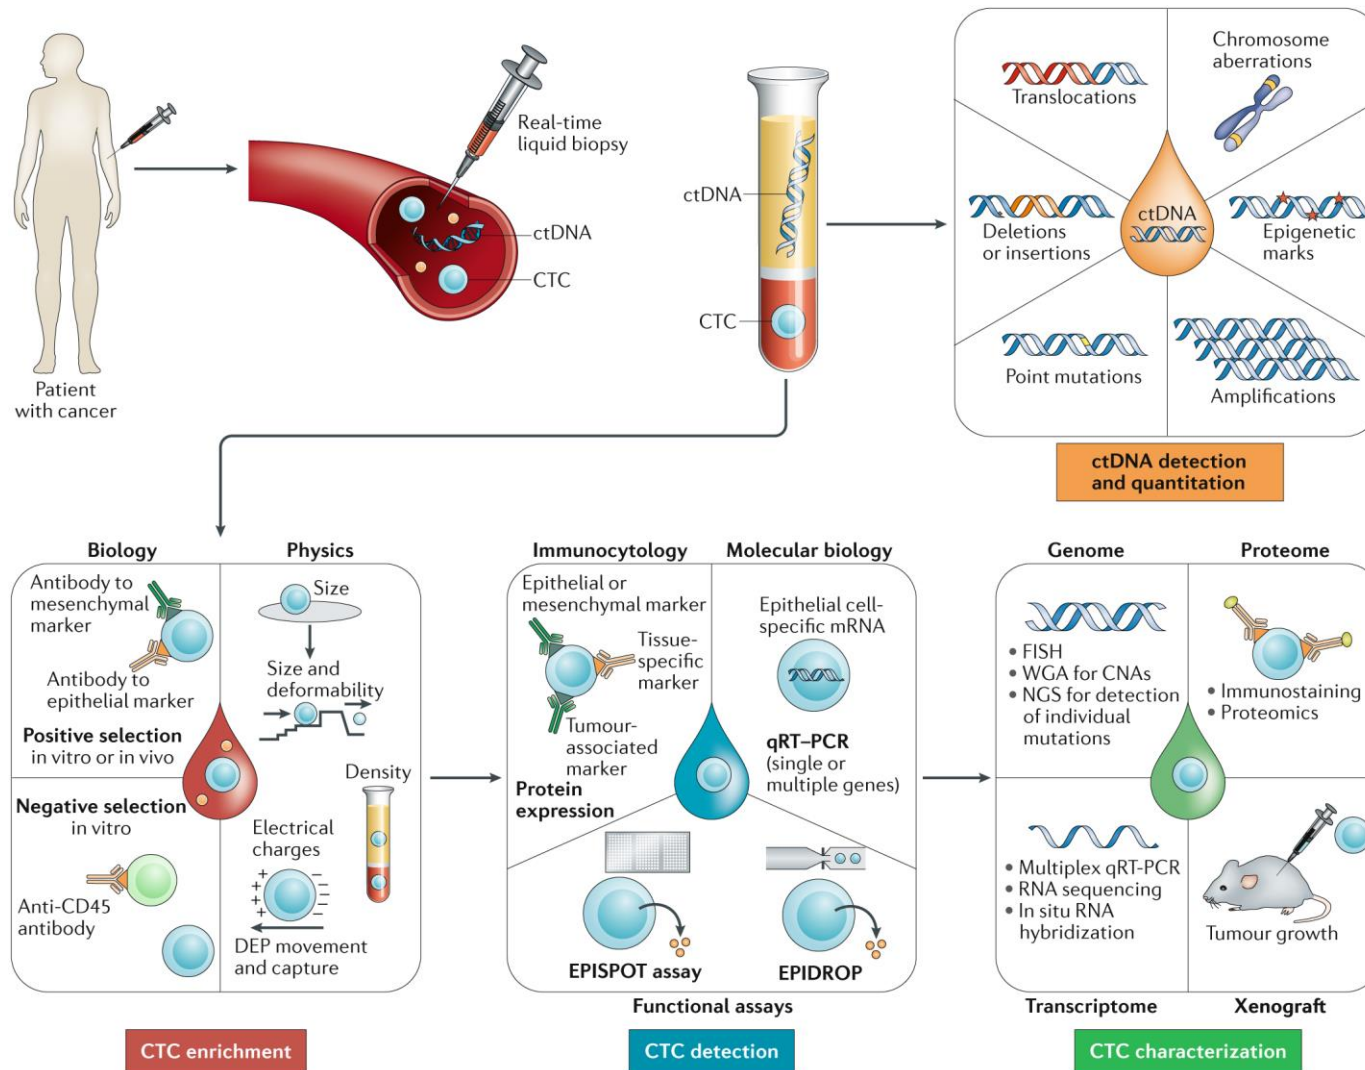 Patient
with cancer
Real-time
liquid biopsy
ctDNA
CTC
ctDNA
CTC
Translocations
Chromosome
aberrations
Deletions
or insertions
ctDNA
Epigenetic
marks
Point mutations
Amplifications
ctDNA detection
and quantitation
Biology
Physics
Antibody to
mesenchymal
marker
Antibody to
epithelial marker
Positive selection
in vitro or in vivo
Negative selection
in vitro
Anti-CD45
antibody
Size
Size and
deformability
Density
Electrical
charges
+ –
+ –
+ –
+ –
DEP movement
and capture
CTC enrichment
Immunocytology
Molecular biology
Epithelial or
mesenchymal marker
Tissue-
specific
marker
Tumour-
associated
marker
Protein
expression
Epithelial cell-
specific mRNA
qRT–PCR
(single or
multiple genes)
EPISPOT assay
EPIDROP
Functional assays
CTC detection
Genome
Proteome
• FISH
• WGA for CNAs
• NGS for detection
of individual
mutations
• Immunostaining
• Proteomics
• Multiplex qRT-PCR
• RNA sequencing
• In situ RNA
hybridization
Tumour growth
Transcriptome
Xenograft
CTC characterization